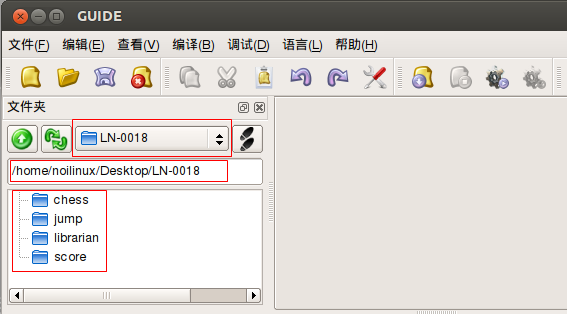 GUIDE
文件(F) 编辑(E) 查看(V) 编译(B) 调试(D) 语言(L) 帮助(H)
文件夹
LN-0018
/home/noilinux/Desktop/LN-0018
chess
jump
librarian
score